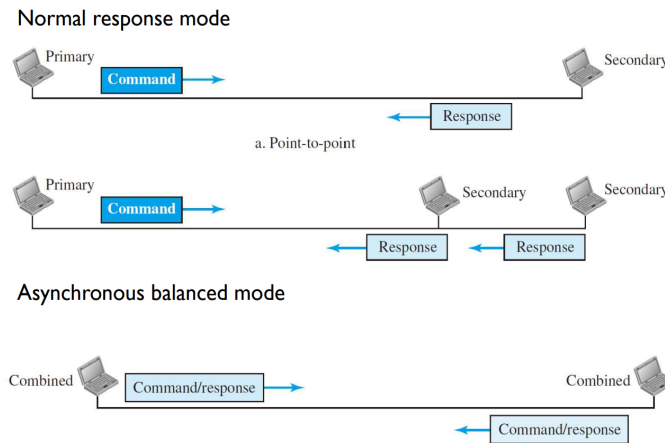 Normal response mode
Primary
Secondary
Command
Response
a. Point-to-point
Primary
Secondary
Secondary
Command
Response
Response
Asynchronous balanced mode
Combined
Command/response
Combined
Command/response